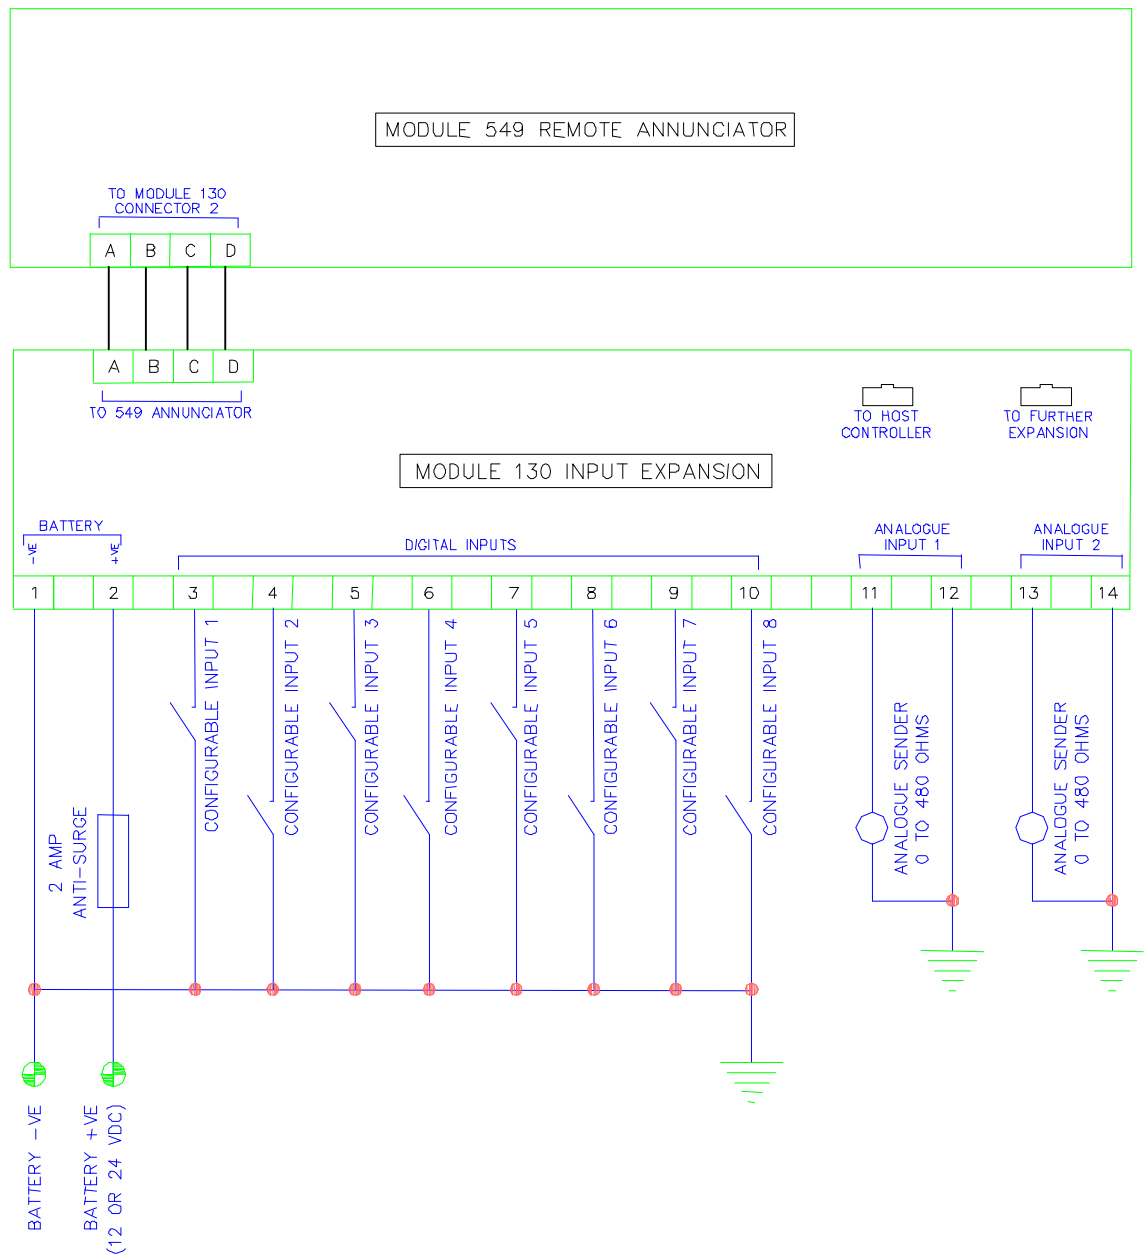 MODULE 549 REMOTE ANNUNCIATOR
TO MODULE 130
CONNECTOR 2
A B C D
A B C D
TO 549 ANNUNCIATOR
TO HOST
CONTROLLER
TO FURTHER
EXPANSION
MODULE 130 INPUT EXPANSION
BATTERY
-VE
+VE
DIGITAL INPUTS
ANALOGUE
INPUT 1
ANALOGUE
INPUT 2
1 2 3 4 5 6 7 8 9 10 11 12 13 14
2 AMP
ANTI-SURGE
CONFIGURABLE INPUT 1
CONFIGURABLE INPUT 2
CONFIGURABLE INPUT 3
CONFIGURABLE INPUT 4
CONFIGURABLE INPUT 5
CONFIGURABLE INPUT 6
CONFIGURABLE INPUT 7
CONFIGURABLE INPUT 8
ANALOGUE SENDER
0 TO 480 OHMS
ANALOGUE SENDER
0 TO 480 OHMS
BATTERY -VE
BATTERY +VE
(12 OR 24 VDC)